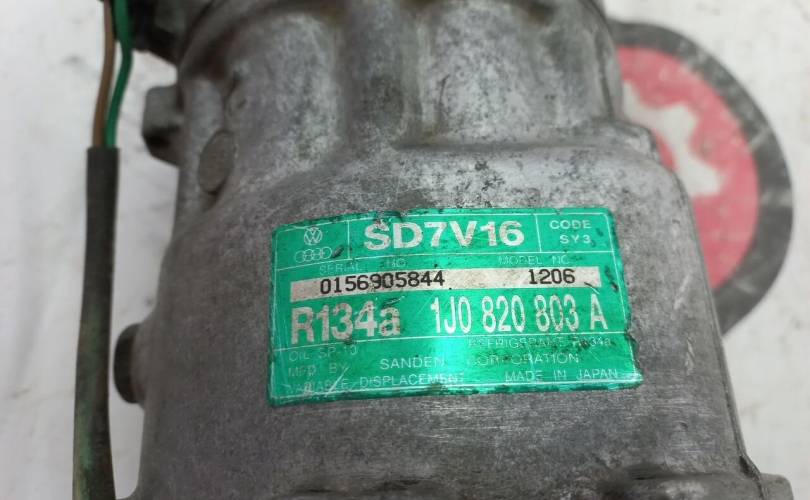 SD7V16
CODE
SY3
SERIAL NO. MODEL NO.
0156905844 1206
R134a 1J0 820 803 A
OIL SP-10 REFRIGERANT R134a
MFD BY SANDEN CORPORATION
VARIABLE DISPLACEMENT MADE IN JAPAN